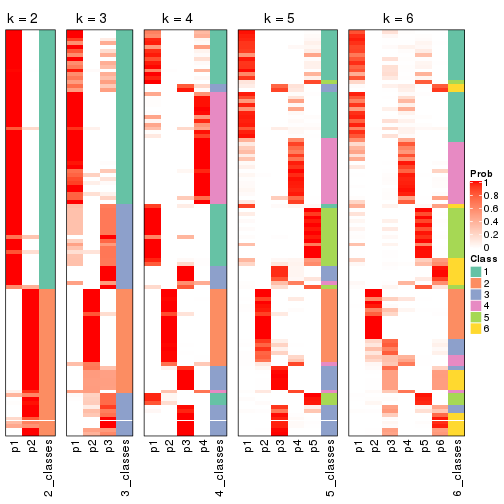 k = 2
k = 3
k = 4
k = 5
k = 6
Prob
1
0.8
0.6
0.4
0.2
0
Class
1
2
3
4
5
6
p1
p2
2_classes
p1
p2
p3
3_classes
p1
p2
p3
p4
4_classes
p1
p2
p3
p4
p5
5_classes
p1
p2
p3
p4
p5
p6
6_classes